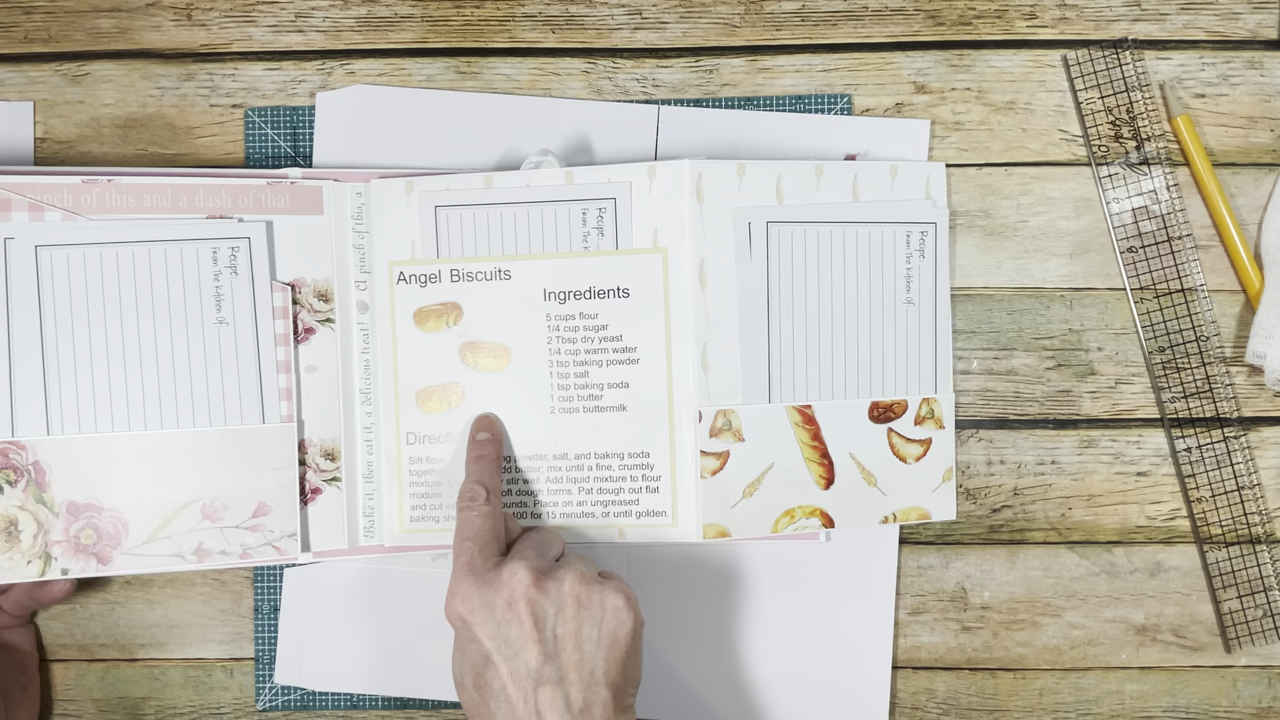 pinch of this and a dash of that
Recipe:
From The Kitchen Of:
Bake it, then eat it, a delicious treat! A pinch of this, a
Recipe:
From The K
Angel Biscuits
Ingredients
5 cups flour
1/4 cup sugar
2 Tbsp dry yeast
1/4 cup warm water
3 tsp baking powder
1 tsp salt
1 tsp baking soda
1 cup butter
2 cups buttermilk
Directi
Sift flour powder, salt, and baking soda
together dd butter; mix until a fine, crumbly
mixture stir well. Add liquid mixture to flour
mixture oft dough forms. Pat dough out flat
and cut ounds. Place on an ungreased
baking 400 for 15 minutes, or until golden.
Recipe:
From The Kitchen Of: